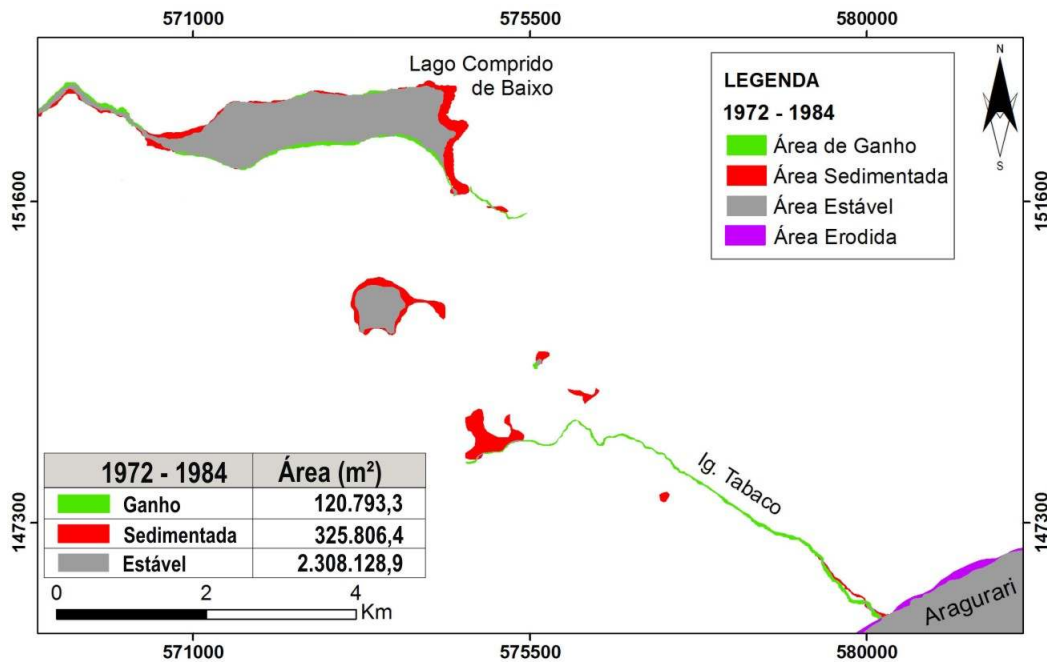 571000 575500 580000
Lago Comprido
de Baixo
N
S
LEGENDA
1972 - 1984
Área de Ganho
Área Sedimentada
Área Estável
Área Erodida
151600 151600
Ig. Tabaco
147300 147300
1972 - 1984 Área (m²)
Ganho 120.793,3
Sedimentada 325.806,4
Estável 2.308.128,9
0 2 4
Km
Aragurari
571000 575500 580000